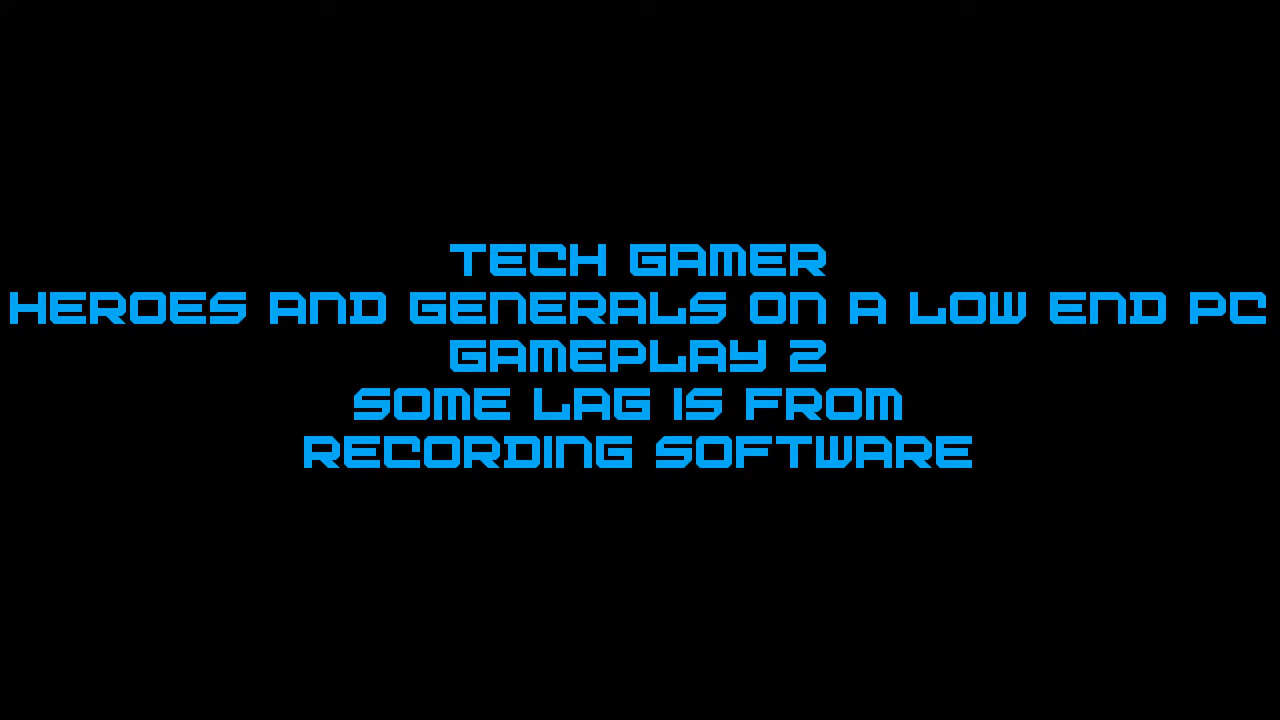 TECH GAMER
HEROES AND GENERALS ON A LOW END PC
GAMEPLAY 2
SOME LAG IS FROM
RECORDING SOFTWARE